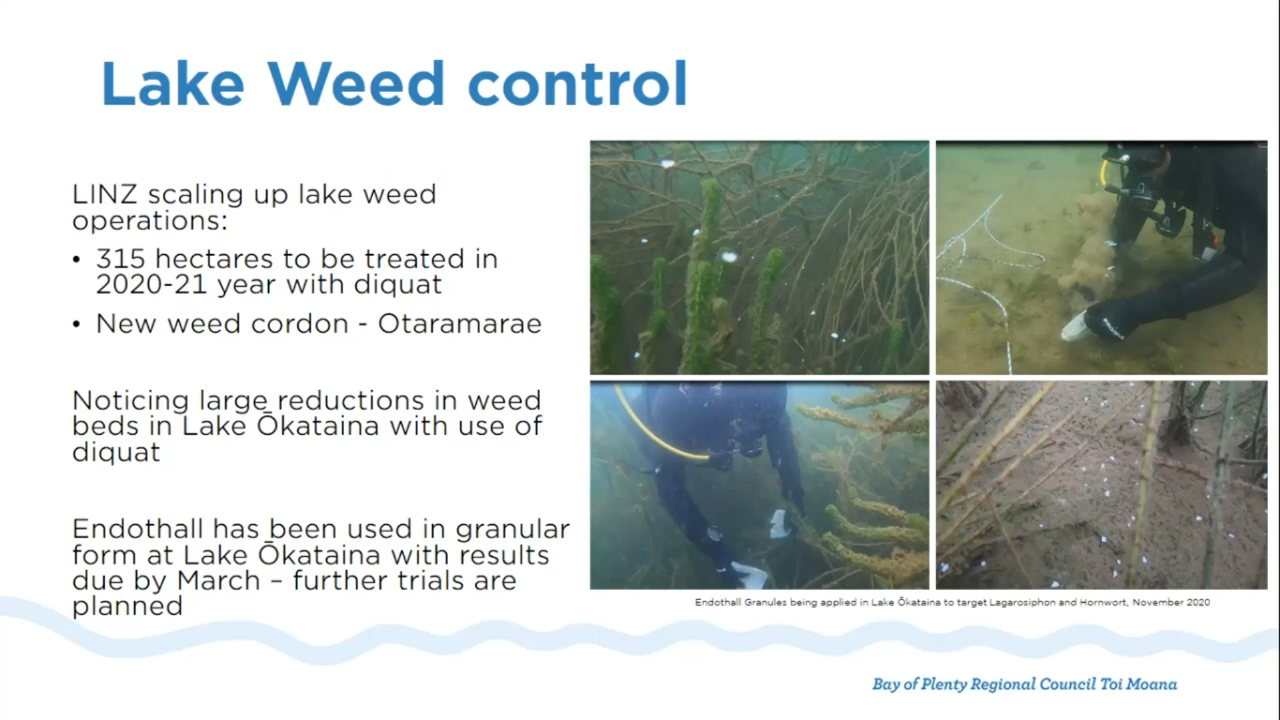 Lake Weed control
LINZ scaling up lake weed
operations:
• 315 hectares to be treated in
2020-21 year with diquat
• New weed cordon - Otaramarae
Noticing large reductions in weed
beds in Lake Ōkataina with use of
diquat
Endothall has been used in granular
form at Lake Ōkataina with results
due by March – further trials are
planned
Endothall Granules being applied in Lake Ōkataina to target Lagarosiphon and Hornwort, November 2020
Bay of Plenty Regional Council Toi Moana